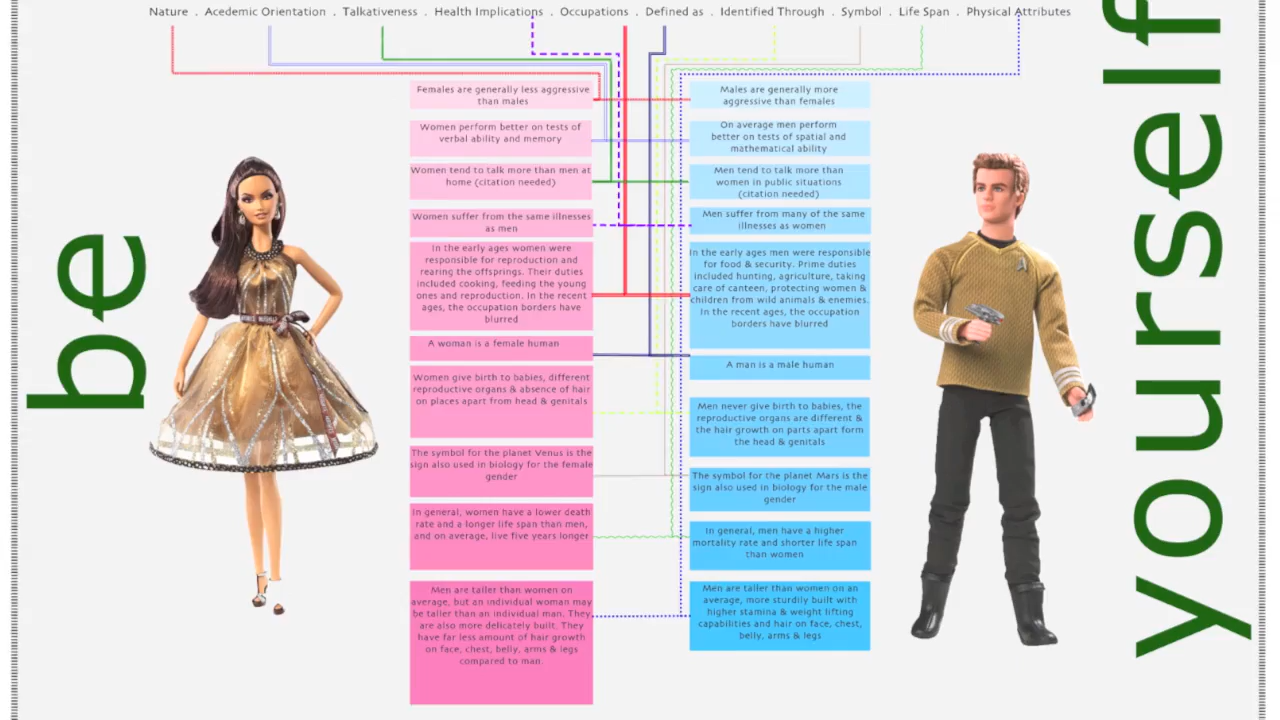 Nature . Acedemic Orientation . Talkativeness . Health Implications . Occupations . Defined as . Identified Through . Symbol . Life Span . Physical Attributes
be
yourself
Females are generally less aggressive
than males
Women perform better on tests of
verbal ability and memory
Women tend to talk more than men at
home (citation needed)
Women suffer from the same illnesses
as men
In the early ages women were
responsible for reproduction and
rearing the offsprings. Their duties
included cooking, feeding the young
ones and reproduction. In the recent
ages, the occupation borders have
blurred
A woman is a female human
Women give birth to babies, different
reproductive organs & absence of hair
on places apart from head & genitals
The symbol for the planet Venus is the
sign also used in biology for the female
gender
In general, women have a lower death
rate and a longer life span than men,
and on average, live five years longer
Men are taller than women on
average, but an individual woman may
be taller than an individual man. They
are also more delicately built. They
have far less amount of hair growth
on face, chest, belly, arms & legs
compared to man.
Males are generally more
aggressive than females
On average men perform
better on tests of spatial and
mathematical ability
Men tend to talk more than
women in public situations
(citation needed)
Men suffer from many of the same
illnesses as women
In the early ages men were responsible
for food & security. Prime duties
included hunting, agriculture, taking
care of canteen, protecting women &
children from wild animals & enemies.
In the recent ages, the occupation
borders have blurred
A man is a male human
Men never give birth to babies, the
reproductive organs are different &
the hair growth on parts apart form
the head & genitals
The symbol for the planet Mars is the
sign also used in biology for the male
gender
In general, men have a higher
mortality rate and shorter life span
than women
Men are taller than women on an
average, more sturdily built with
higher stamina & weight lifting
capabilities and hair on face, chest,
belly, arms & legs